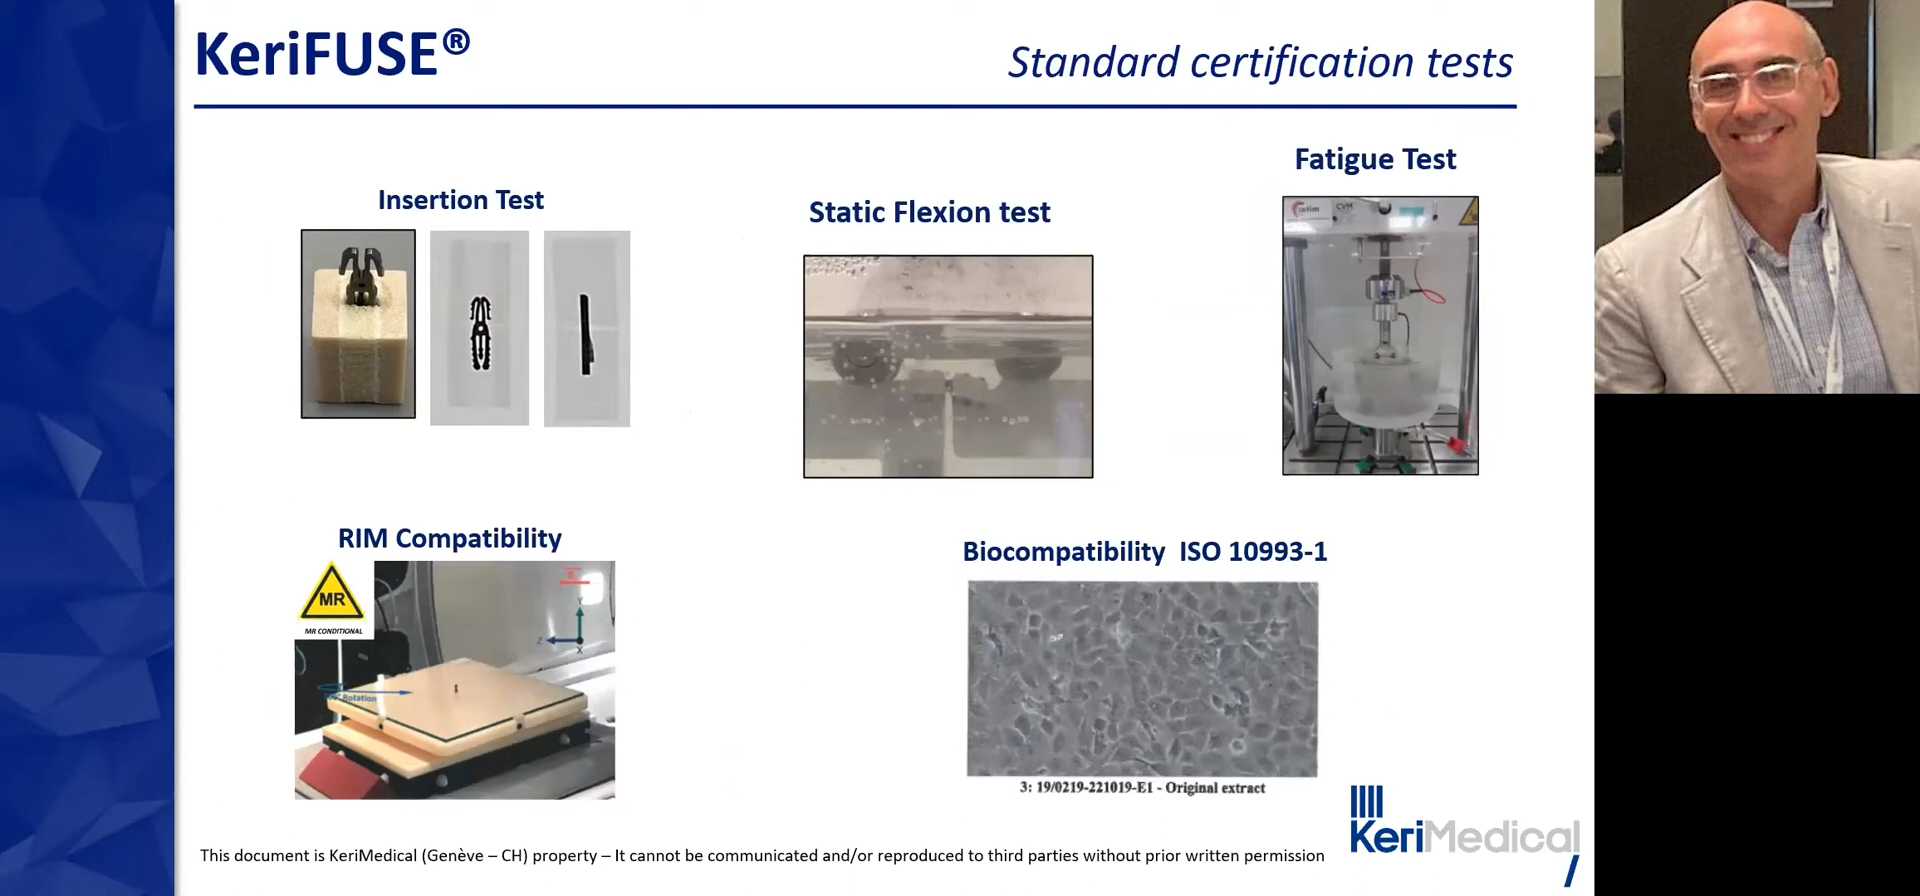 KeriFUSE®
Standard certification tests
Insertion Test
Static Flexion test
Fatigue Test
CVM
RIM Compatibility
MR
MR CONDITIONAL
Y
Z
X
Rotation
Biocompatibility ISO 10993-1
3: 19/0219-221019-E1 - Original extract
KeriMedical
This document is KeriMedical (Genève – CH) property – It cannot be communicated and/or reproduced to third parties without prior written permission